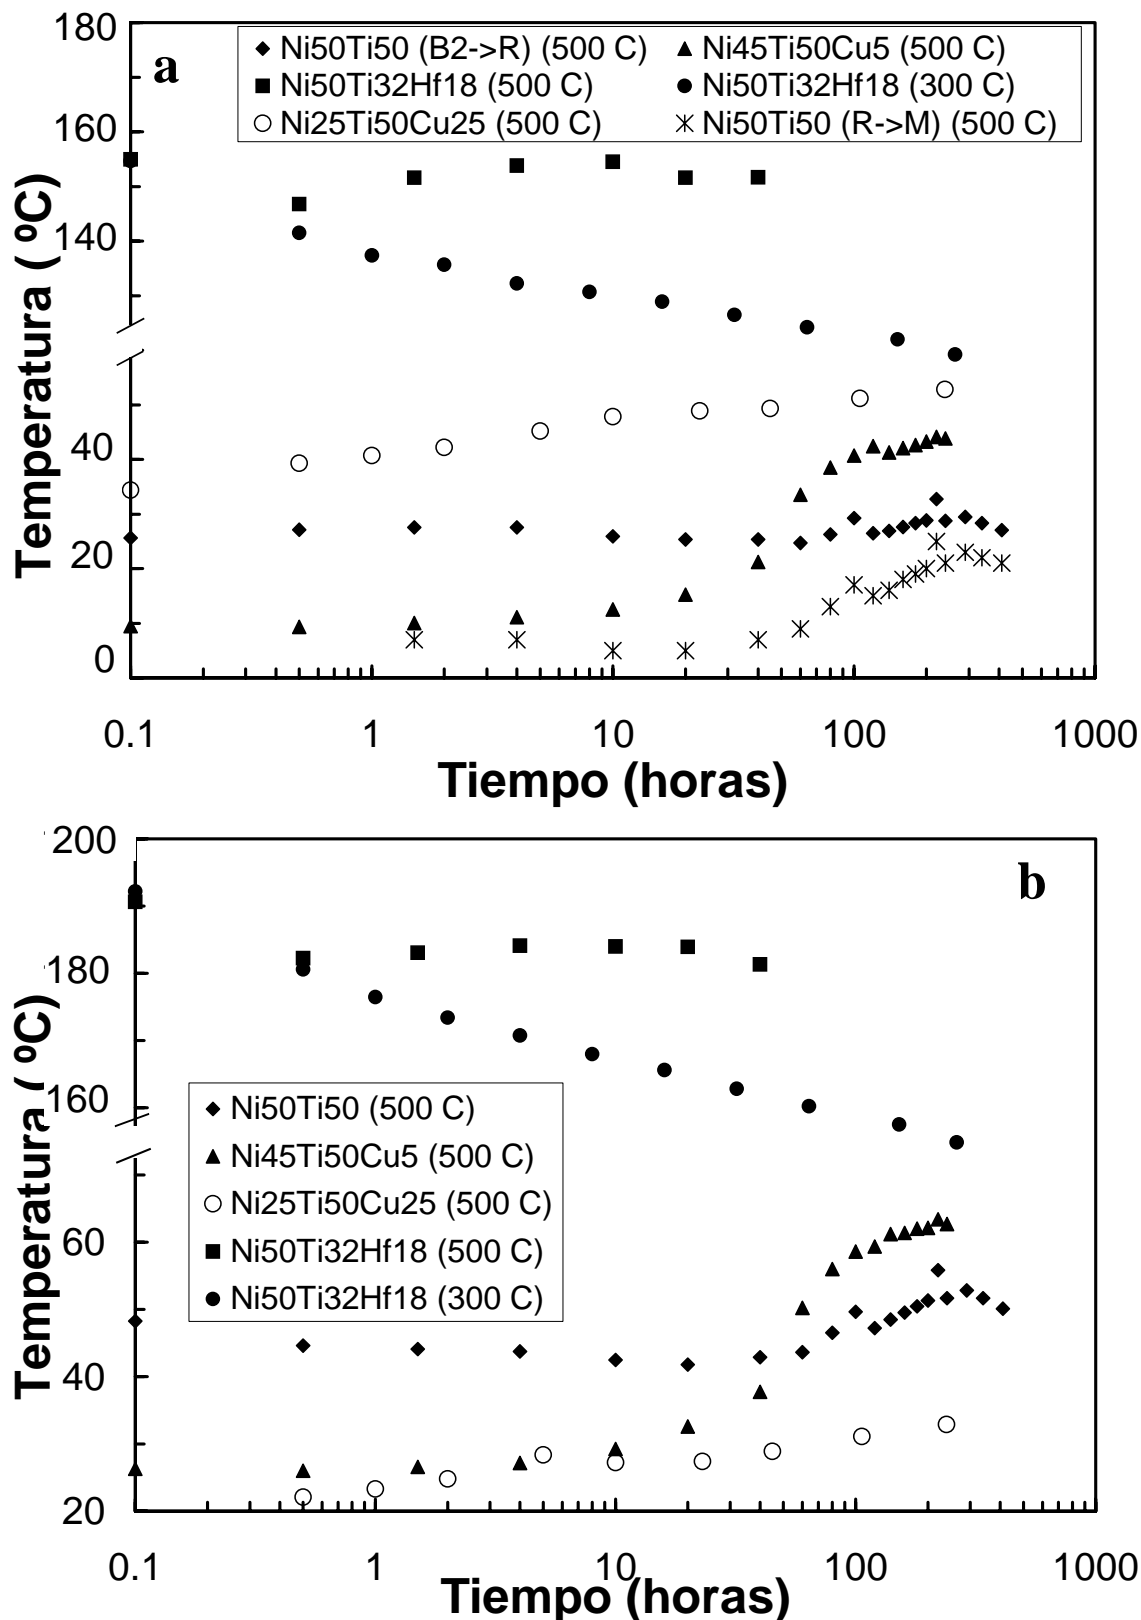 180
a
Ni50Ti50 (B2->R) (500 C) Ni45Ti50Cu5 (500 C)
Ni50Ti32Hf18 (500 C) Ni50Ti32Hf18 (300 C)
Ni25Ti50Cu25 (500 C) Ni50Ti50 (R->M) (500 C)
160
140
40
20
0
Temperatura ( ºC)
0.1 1 10 100 1000
Tiempo (horas)
200
b
180
160
Ni50Ti50 (500 C)
Ni45Ti50Cu5 (500 C)
Ni25Ti50Cu25 (500 C)
Ni50Ti32Hf18 (500 C)
Ni50Ti32Hf18 (300 C)
60
40
20
Temperatura ( ºC)
0.1 1 10 100 1000
Tiempo (horas)